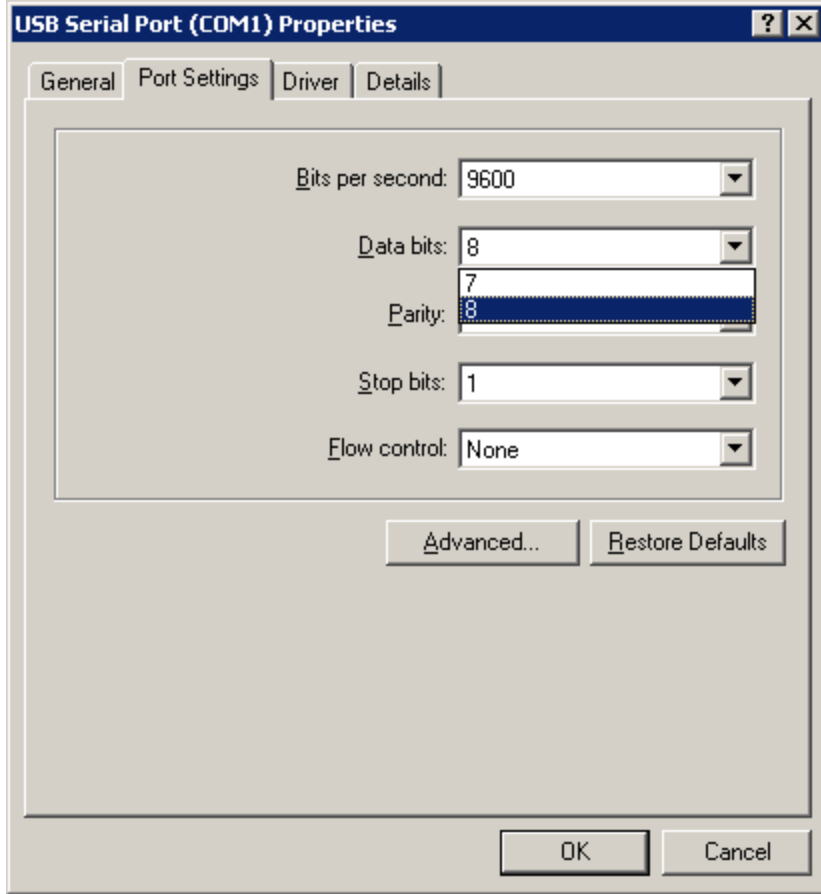 USB Serial Port (COM1) Properties
General Port Settings Driver Details
Bits per second: 9600
Data bits: 8
7
Parity: 8
Stop bits: 1
Flow control: None
Advanced... Restore Defaults
OK Cancel